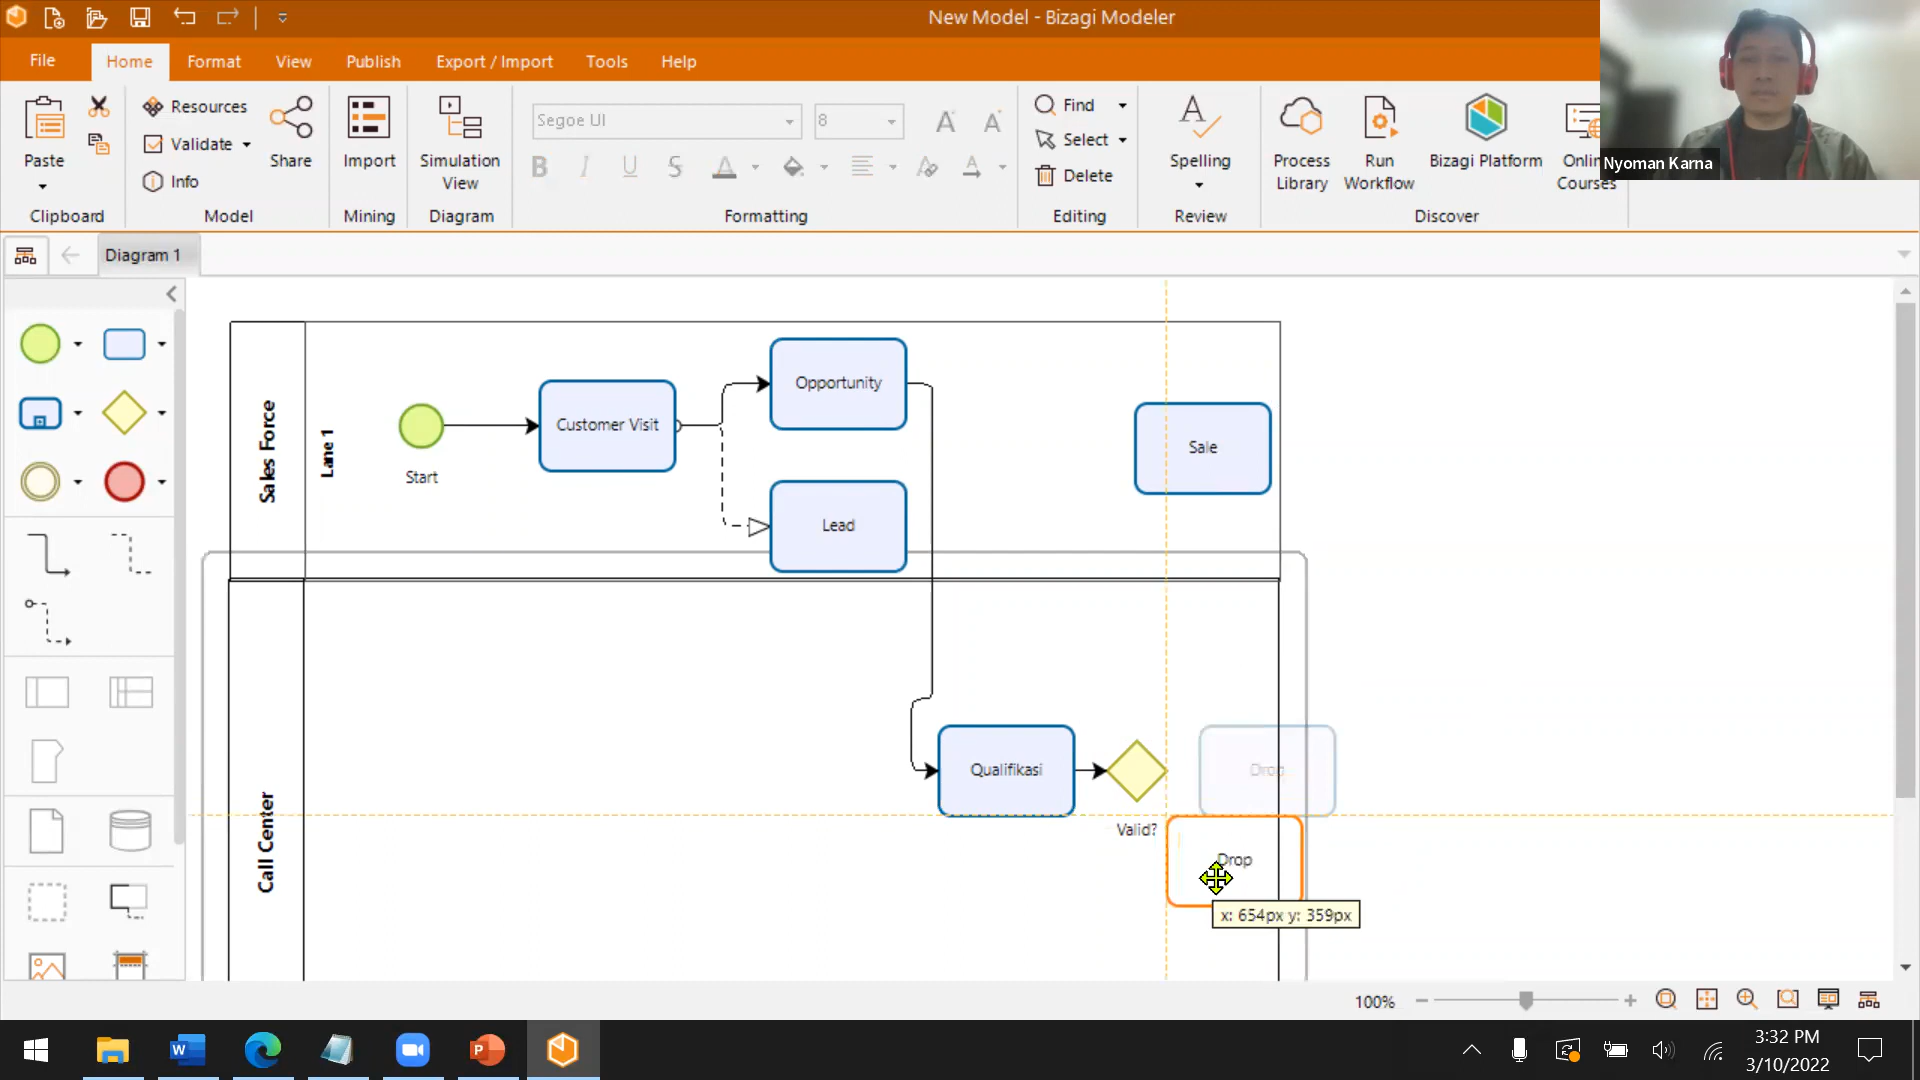 New Model - Bizagi Modeler
File
Home
Format
View
Publish
Export / Import
Tools
Help
Paste
Clipboard
Resources
Validate
Info
Model
Share
Import
Mining
Simulation
View
Diagram
Segoe UI
8
Formatting
Find
Select
Delete
Editing
Spelling
Review
Process
Library
Run
Workflow
Bizagi Platform
Courses
Discover
Nyoman Karna
Diagram 1
Sales Force
Lane 1
Start
Customer Visit
Opportunity
Lead
Sale
Call Center
Qualifikasi
Valid?
Drop
Drop
x: 654px y: 359px
100%
3:32 PM
3/10/2022